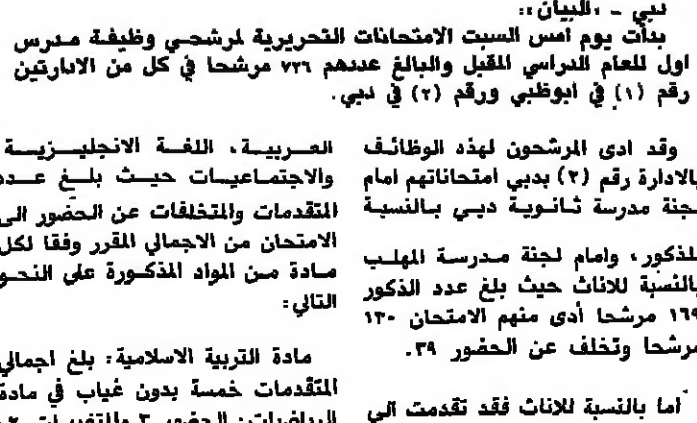 دبي - «البيان»:
بدأت يوم امس السبت الامتحانات التحريرية لمرشحي وظيفة مدرس
اول للعام الدراسي المقبل والبالغ عددهم ٧٢٦ مرشحا في كل من الادارتين
رقم (١) في ابوظبي ورقم (٢) في دبي.
وقد ادى المرشحون لهذه الوظائف
بالادارة رقم (٢) بدبي امتحاناتهم امام
لجنة مدرسة ثانوية دبي بالنسبة
للذكور، وامام لجنة مدرسة المهلب
بالنسبة للاناث حيث بلغ عدد الذكور
١٦٩ مرشحا أدى منهم الامتحان ١٣٠
مرشحا وتخلف عن الحضور ٣٩.
اما بالنسبة للاناث فقد تقدمت الى
العربية، اللغة الانجليزية
والاجتماعيات حيث بلغ عدد
المتقدمات والمتخلفات عن الحضور الى
الامتحان من الاجمالي المقرر وفقا لكل
مادة من المواد المذكورة على النحو
التالي:
مادة التربية الاسلامية: بلغ اجمالي
المتقدمات خمسة بدون غياب في مادة
الرياضيات: الحضور ٣